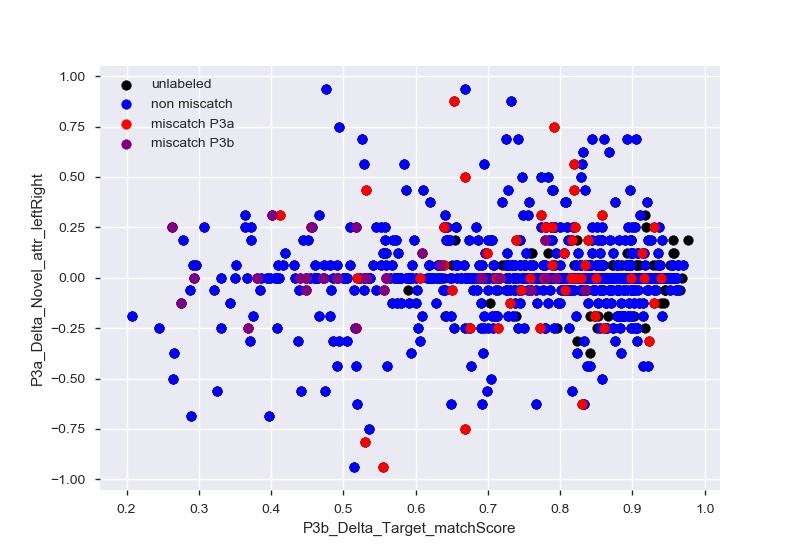 1.00
0.75
0.50
0.25
0.00
−0.25
−0.50
−0.75
−1.00
P3a_Delta_Novel_attr_leftRight
unlabeled
non miscatch
miscatch P3a
miscatch P3b
0.2 0.3 0.4 0.5 0.6 0.7 0.8 0.9 1.0
P3b_Delta_Target_matchScore